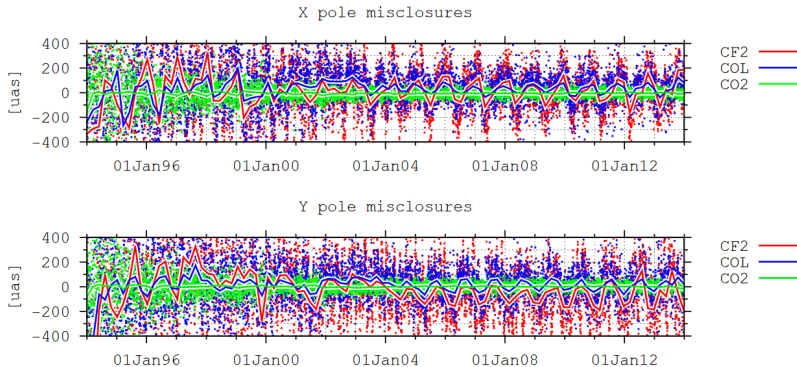 X pole misclosures
400
200
0
-200
-400
[uas]
01Jan96 01Jan00 01Jan04 01Jan08 01Jan12
CF2
COL
CO2
Y pole misclosures
400
200
0
-200
-400
[uas]
01Jan96 01Jan00 01Jan04 01Jan08 01Jan12
CF2
COL
CO2